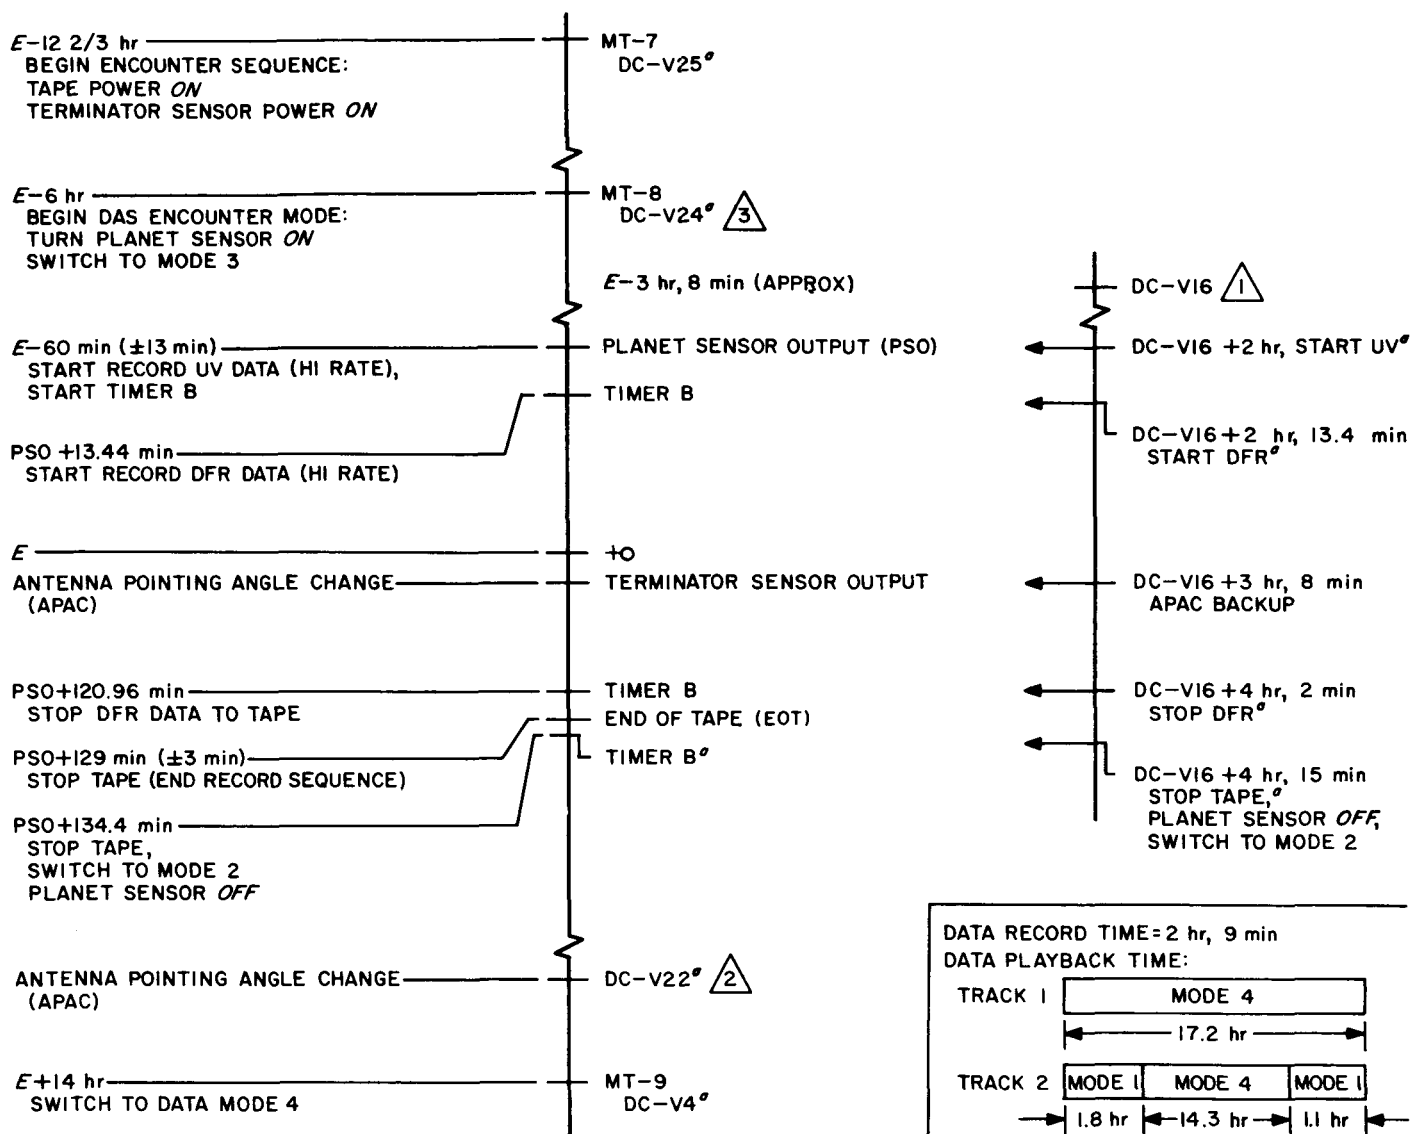 E–12 2/3 hr
BEGIN ENCOUNTER SEQUENCE:
TAPE POWER ON
TERMINATOR SENSOR POWER ON
MT–7
DC–V25ᵃ
E–6 hr
BEGIN DAS ENCOUNTER MODE:
TURN PLANET SENSOR ON
SWITCH TO MODE 3
MT–8
DC–V24ᵃ 3
E–3 hr, 8 min (APPROX)
DC–V16 1
E–60 min (±13 min)
START RECORD UV DATA (HI RATE),
START TIMER B
PLANET SENSOR OUTPUT (PSO)
DC–V16 +2 hr, START UVᵃ
TIMER B
PSO +13.44 min
START RECORD DFR DATA (HI RATE)
DC–V16+2 hr, 13.4 min
START DFRᵃ
E
+0
ANTENNA POINTING ANGLE CHANGE
(APAC)
TERMINATOR SENSOR OUTPUT
DC–V16 +3 hr, 8 min
APAC BACKUP
PSO+120.96 min
STOP DFR DATA TO TAPE
TIMER B
DC–V16 +4 hr, 2 min
STOP DFRᵃ
END OF TAPE (EOT)
PSO+129 min (±3 min)
STOP TAPE (END RECORD SEQUENCE)
TIMER Bᵃ
DC–V16 +4 hr, 15 min
STOP TAPE,ᵃ
PLANET SENSOR OFF,
SWITCH TO MODE 2
PSO+134.4 min
STOP TAPE,
SWITCH TO MODE 2
PLANET SENSOR OFF
ANTENNA POINTING ANGLE CHANGE
(APAC)
DC–V22ᵃ 2
E+14 hr
SWITCH TO DATA MODE 4
MT–9
DC–V4ᵃ
DATA RECORD TIME=2 hr, 9 min
DATA PLAYBACK TIME:
TRACK 1 MODE 4
17.2 hr
TRACK 2 MODE 1 MODE 4 MODE 1
1.8 hr 14.3 hr 1.1 hr